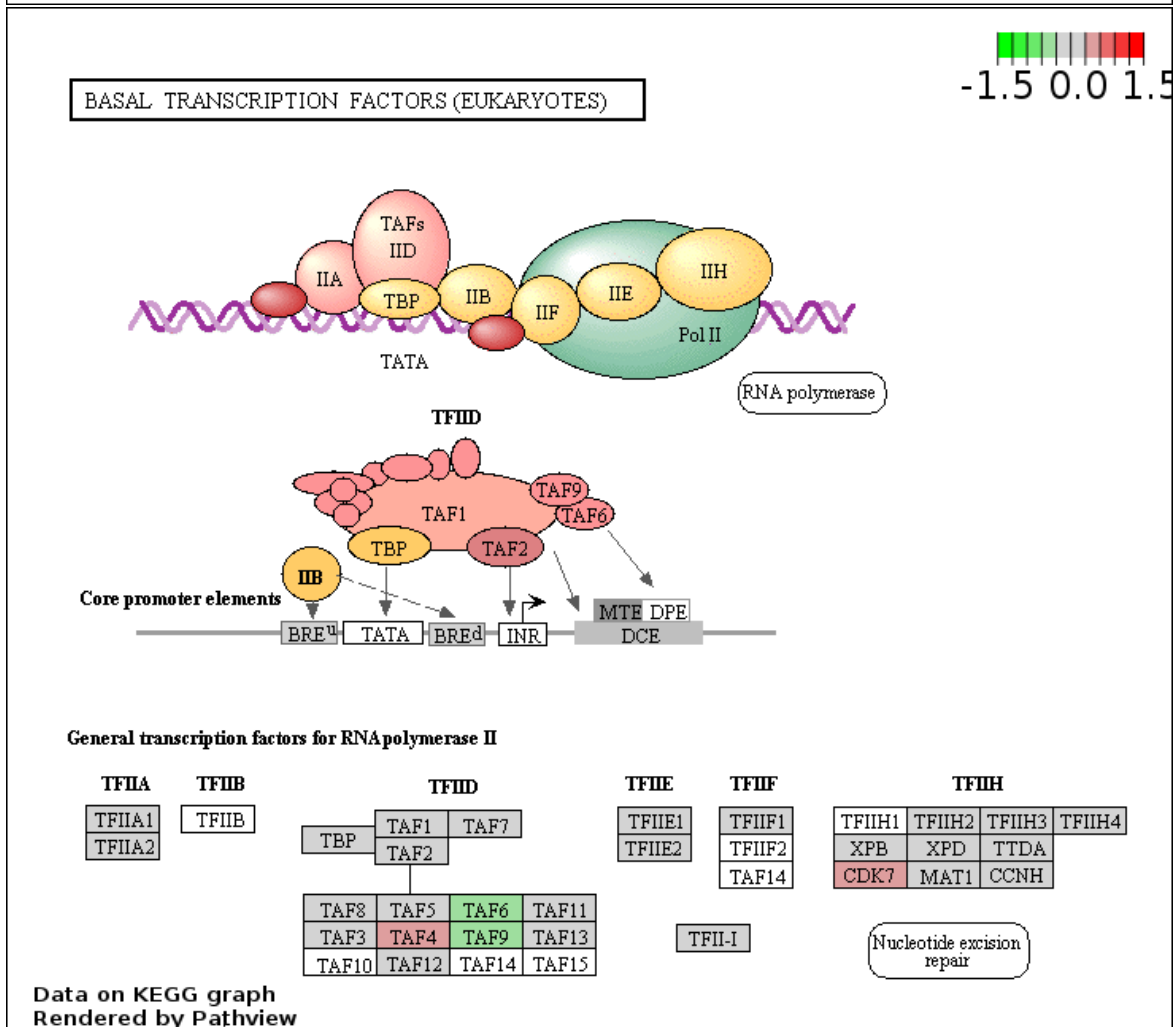 -1.5 0.0 1.5
BASAL TRANSCRIPTION FACTORS (EUKARYOTES)
TAFs
IID
IIA
TBP
IIB
IIF
IIE
IIH
Pol II
TATA
RNA polymerase
TFIID
TAF9
TAF6
TAF1
TBP
TAF2
IIB
Core promoter elements
MTE DPE
BREu TATA BREd INR DCE
General transcription factors for RNA polymerase II
TFIIA TFIIB TFIID TFIIE TFIIF TFIIH
TFIIA1 TFIIB TBP TAF1 TAF7 TFIIE1 TFIIF1 TFIIH1 TFIIH2 TFIIH3 TFIIH4
TFIIA2 TAF2 TFIIE2 TFIIF2 XPB XPD TTDA
TAF14 CDK7 MAT1 CCNH
TAF8 TAF5 TAF6 TAF11
TAF3 TAF4 TAF9 TAF13 TFII-I
TAF10 TAF12 TAF14 TAF15
Nucleotide excision
repair
Data on KEGG graph
Rendered by Pathview